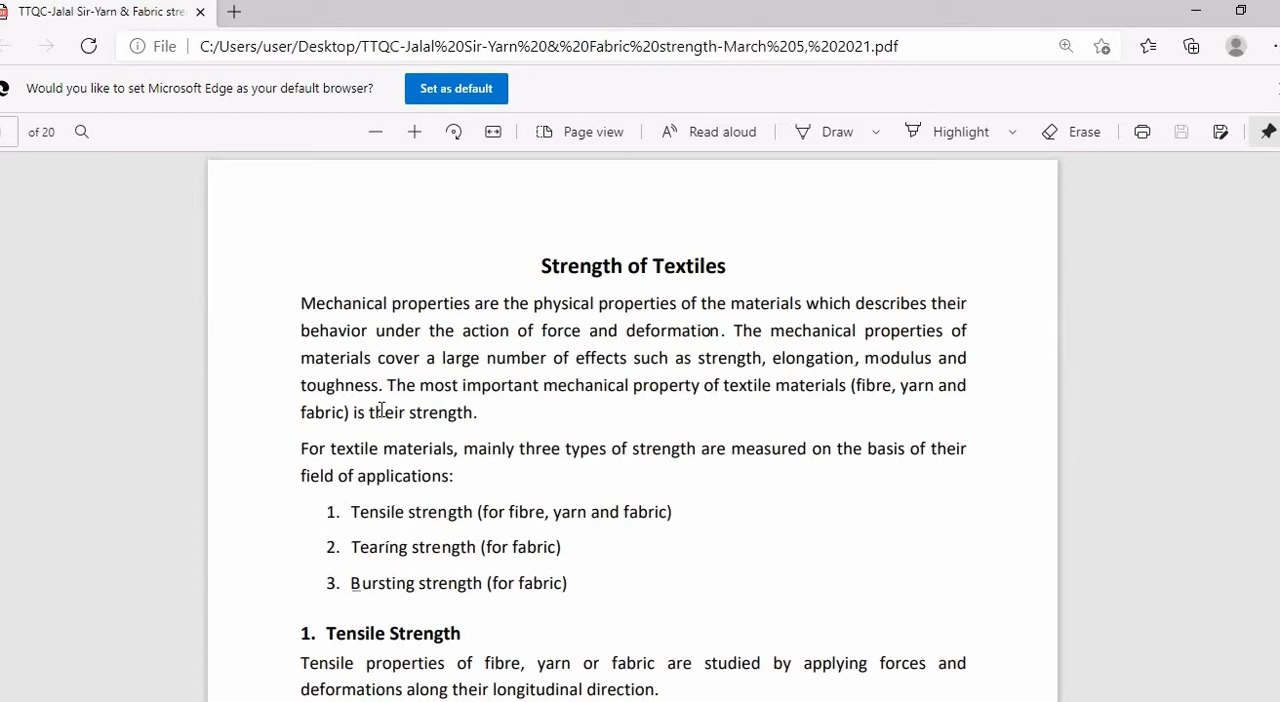 TTQC-Jalal Sir-Yarn & Fabric stre
File C:/Users/user/Desktop/TTQC-Jalal%20Sir-Yarn%20&%20Fabric%20strength-March%205,%202021.pdf
Would you like to set Microsoft Edge as your default browser? Set as default
of 20 Page view Read aloud Draw Highlight Erase
Strength of Textiles
Mechanical properties are the physical properties of the materials which describes their
behavior under the action of force and deformation. The mechanical properties of
materials cover a large number of effects such as strength, elongation, modulus and
toughness. The most important mechanical property of textile materials (fibre, yarn and
fabric) is their strength.
For textile materials, mainly three types of strength are measured on the basis of their
field of applications:
1. Tensile strength (for fibre, yarn and fabric)
2. Tearing strength (for fabric)
3. Bursting strength (for fabric)
1. Tensile Strength
Tensile properties of fibre, yarn or fabric are studied by applying forces and
deformations along their longitudinal direction.